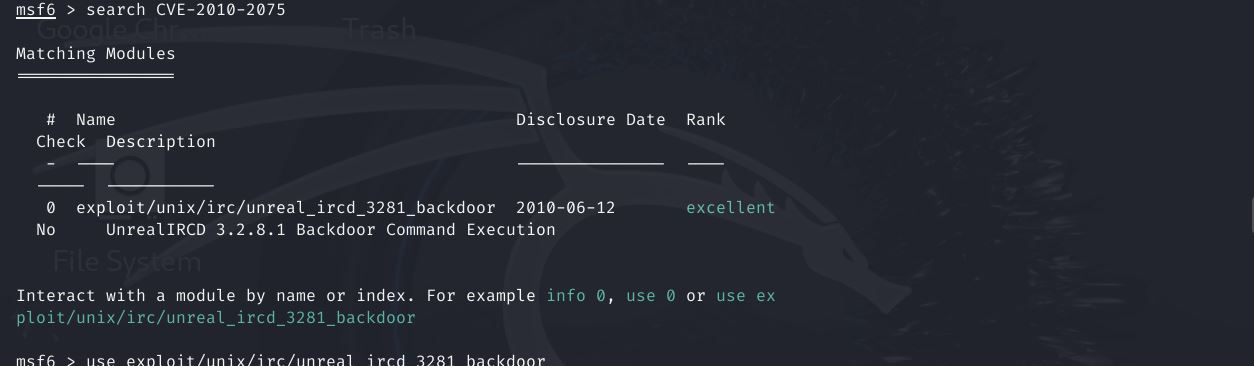 msf6 > search CVE-2010-2075
Google Chr...
Trash
Matching Modules
================
#  Name                                        Disclosure Date  Rank
Check  Description
-  ----                                        ---------------  ----
-----  -----------
0  exploit/unix/irc/unreal_ircd_3281_backdoor  2010-06-12       excellent
No     UnrealIRCD 3.2.8.1 Backdoor Command Execution
File System
Interact with a module by name or index. For example info 0, use 0 or use ex
ploit/unix/irc/unreal_ircd_3281_backdoor
msf6 > use exploit/unix/irc/unreal_ircd_3281_backdoor